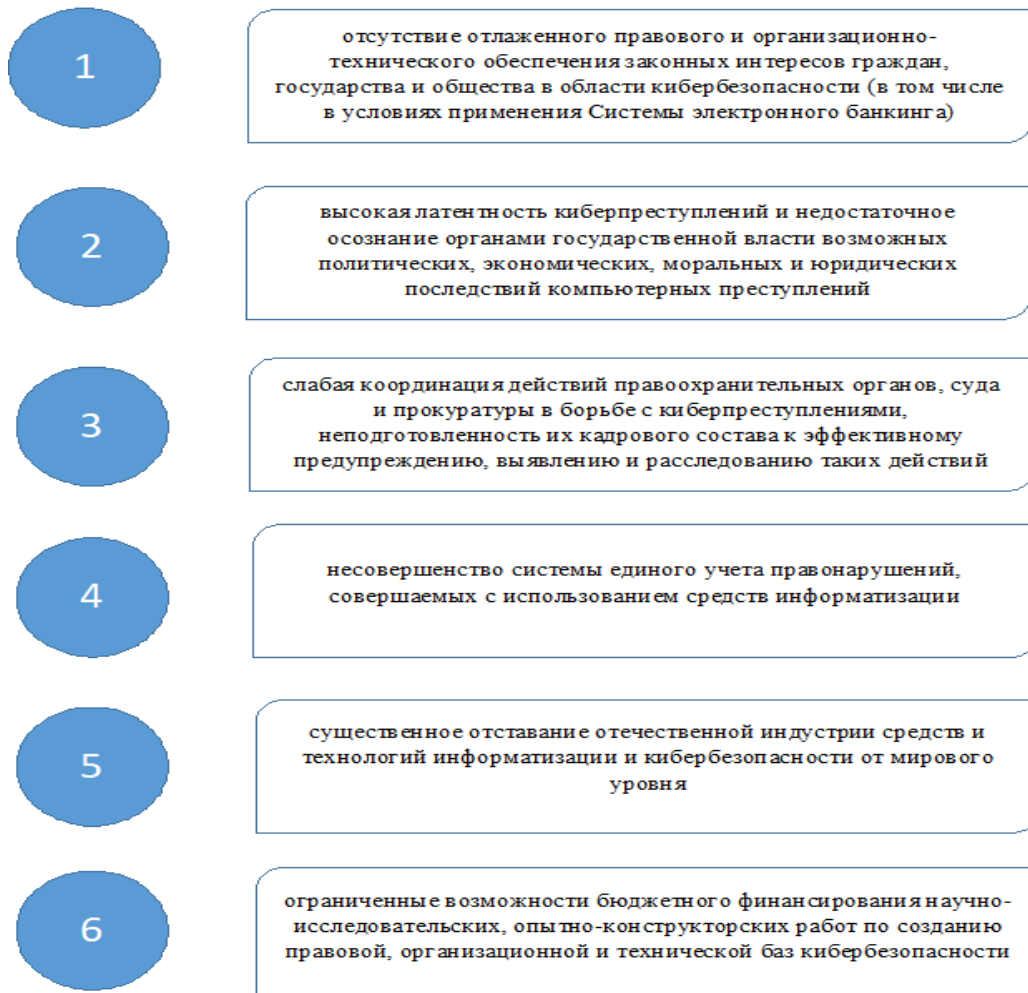 1
отсутствие отлаженного правового и организационно-
технического обеспечения законных интересов граждан,
государства и общества в области кибербезопасности (в том числе
в условиях применения Системы электронного банкинга)
2
высокая латентность киберпреступлений и недостаточное
осознание органами государственной власти возможных
политических, экономических, моральных и юридических
последствий компьютерных преступлений
3
слабая координация действий правоохранительных органов, суда
и прокуратуры в борьбе с киберпреступлениями,
неподготовленность их кадрового состава к эффективному
предупреждению, выявлению и расследованию таких действий
4
несовершенство системы единого учета правонарушений,
совершаемых с использованием средств информатизации
5
существенное отставание отечественной индустрии средств и
технологий информатизации и кибербезопасности от мирового
уровня
6
ограниченные возможности бюджетного финансирования научно-
исследовательских, опытно-конструкторских работ по созданию
правовой, организационной и технической баз кибербезопасности